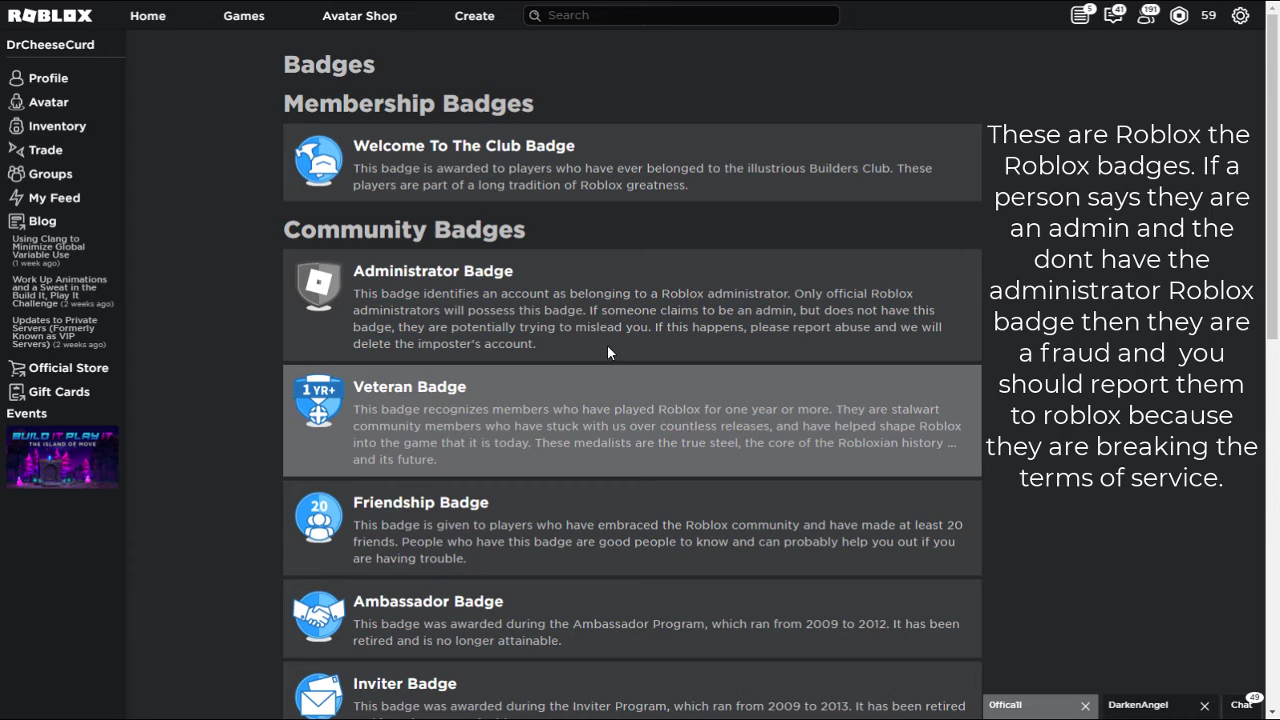 ROBLOX
Home
Games
Avatar Shop
Create
Search
5
41
191
59
DrCheeseCurd
Profile
Avatar
Inventory
Trade
Groups
My Feed
Blog
Using Clang to
Minimize Global
Variable Use
(1 week ago)
Work Up Animations
and a Sweat in the
Build It, Play It
Challenge (2 weeks ago)
Updates to Private
Servers (Formerly
Known as VIP
Servers) (2 weeks ago)
Official Store
Gift Cards
Events
BUILD IT PLAY IT
THE ISLAND OF MOVE
Badges
Membership Badges
Welcome To The Club Badge
This badge is awarded to players who have ever belonged to the illustrious Builders Club. These
players are part of a long tradition of Roblox greatness.
Community Badges
Administrator Badge
This badge identifies an account as belonging to a Roblox administrator. Only official Roblox
administrators will possess this badge. If someone claims to be an admin, but does not have this
badge, they are potentially trying to mislead you. If this happens, please report abuse and we will
delete the imposter's account.
1 YR+
Veteran Badge
This badge recognizes members who have played Roblox for one year or more. They are stalwart
community members who have stuck with us over countless releases, and have helped shape Roblox
into the game that it is today. These medalists are the true steel, the core of the Robloxian history ...
and its future.
20
Friendship Badge
This badge is given to players who have embraced the Roblox community and have made at least 20
friends. People who have this badge are good people to know and can probably help you out if you
are having trouble.
Ambassador Badge
This badge was awarded during the Ambassador Program, which ran from 2009 to 2012. It has been
retired and is no longer attainable.
Inviter Badge
This badge was awarded during the Inviter Program, which ran from 2009 to 2013. It has been retired
These are Roblox the
Roblox badges. If a
person says they are
an admin and the
dont have the
administrator Roblox
badge then they are
a fraud and you
should report them
to roblox because
they are breaking the
terms of service.
Offica1l
DarkenAngel
Chat
49